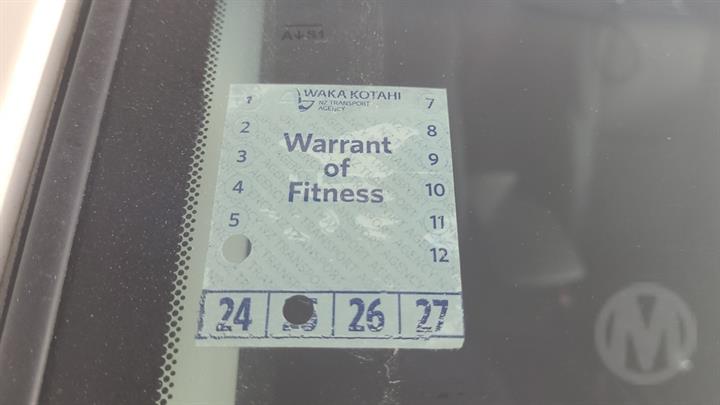 A↓S1
WAKA KOTAHI
NZ TRANSPORT
AGENCY
1 7
2 8
3 9
4 10
5 11
12
Warrant
of
Fitness
24 26 27
M